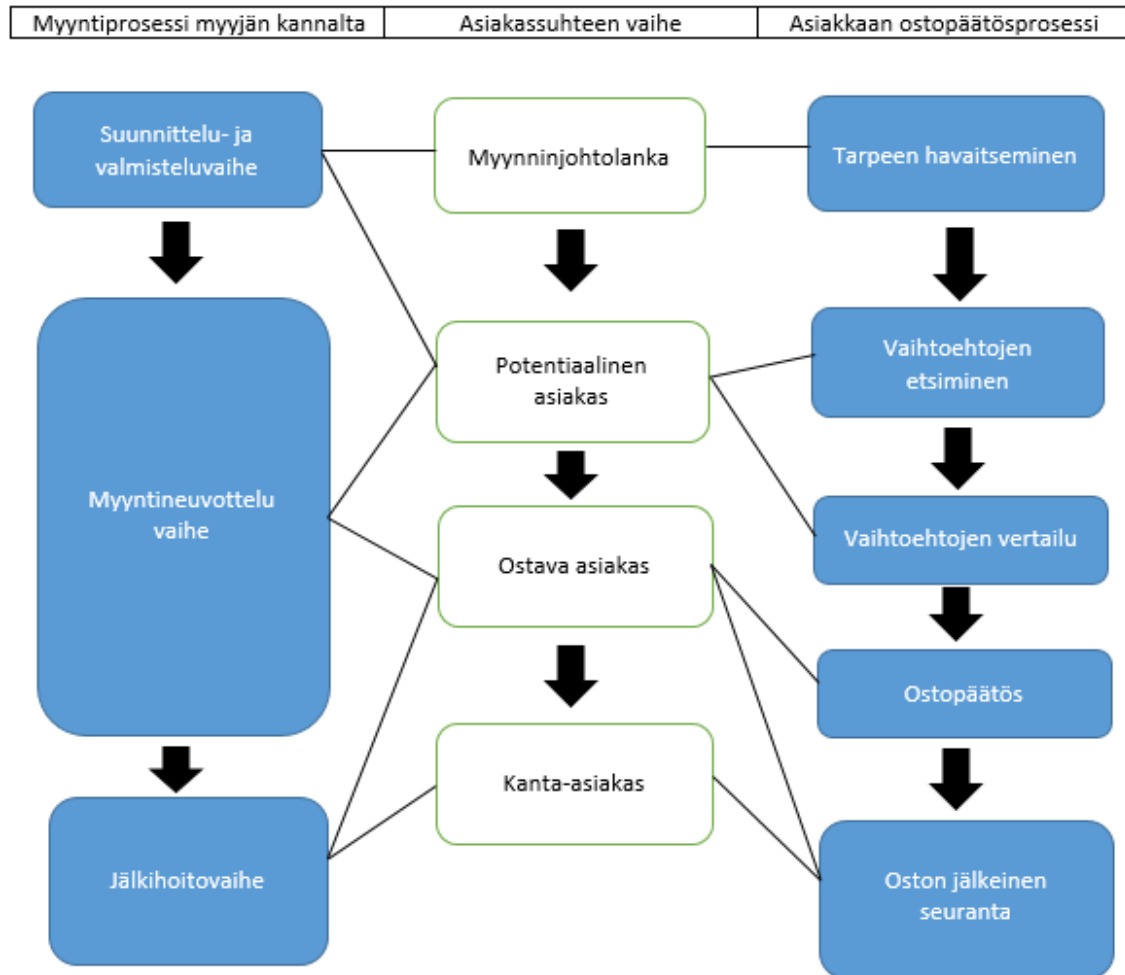 Myyntiprosessi myyjän kannalta
Asiakassuhteen vaihe
Asiakkaan ostopäätösprosessi
Suunnittelu- ja
valmisteluvaihe
Myynninjohtolanka
Tarpeen havaitseminen
Potentiaalinen
asiakas
Vaihtoehtojen
etsiminen
Myyntineuvottelu
vaihe
Ostava asiakas
Vaihtoehtojen vertailu
Ostopäätös
Kanta-asiakas
Jälkihoitovaihe
Oston jälkeinen
seuranta